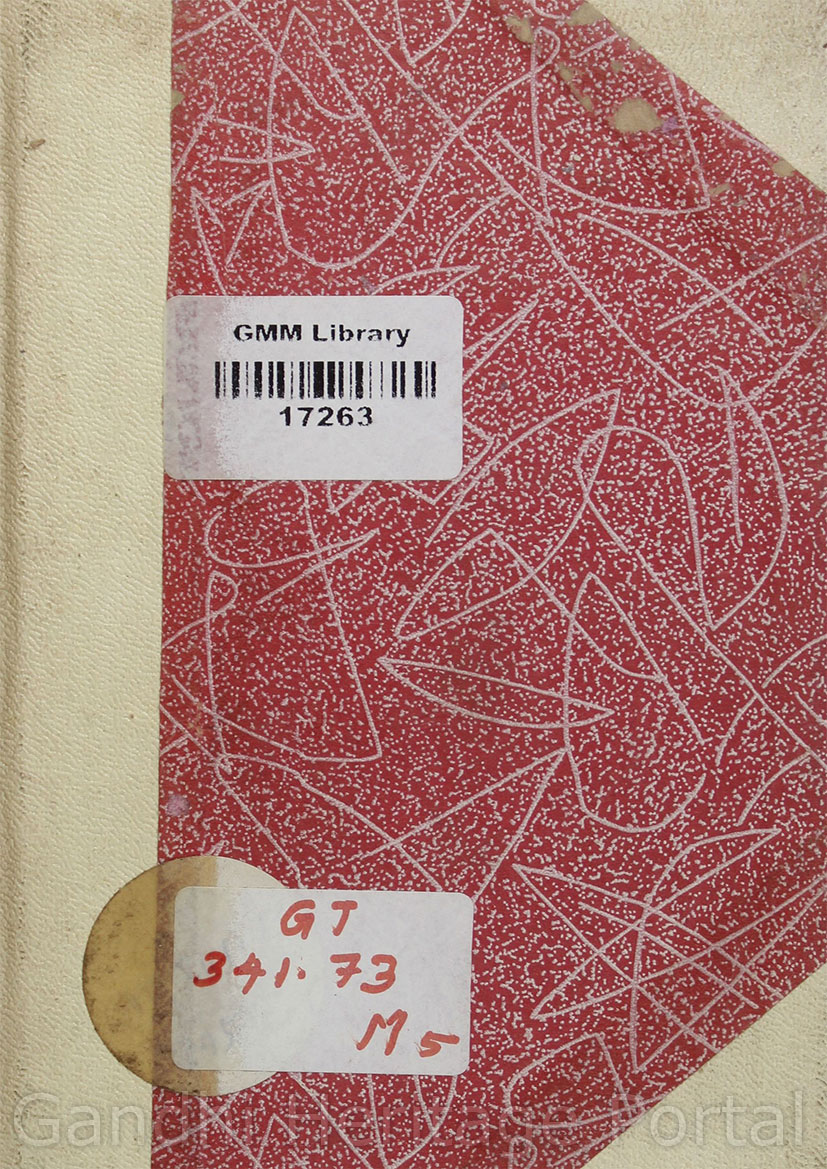 GMM Library
17263
GT
341.73
M5
Gandhi Heritage Portal